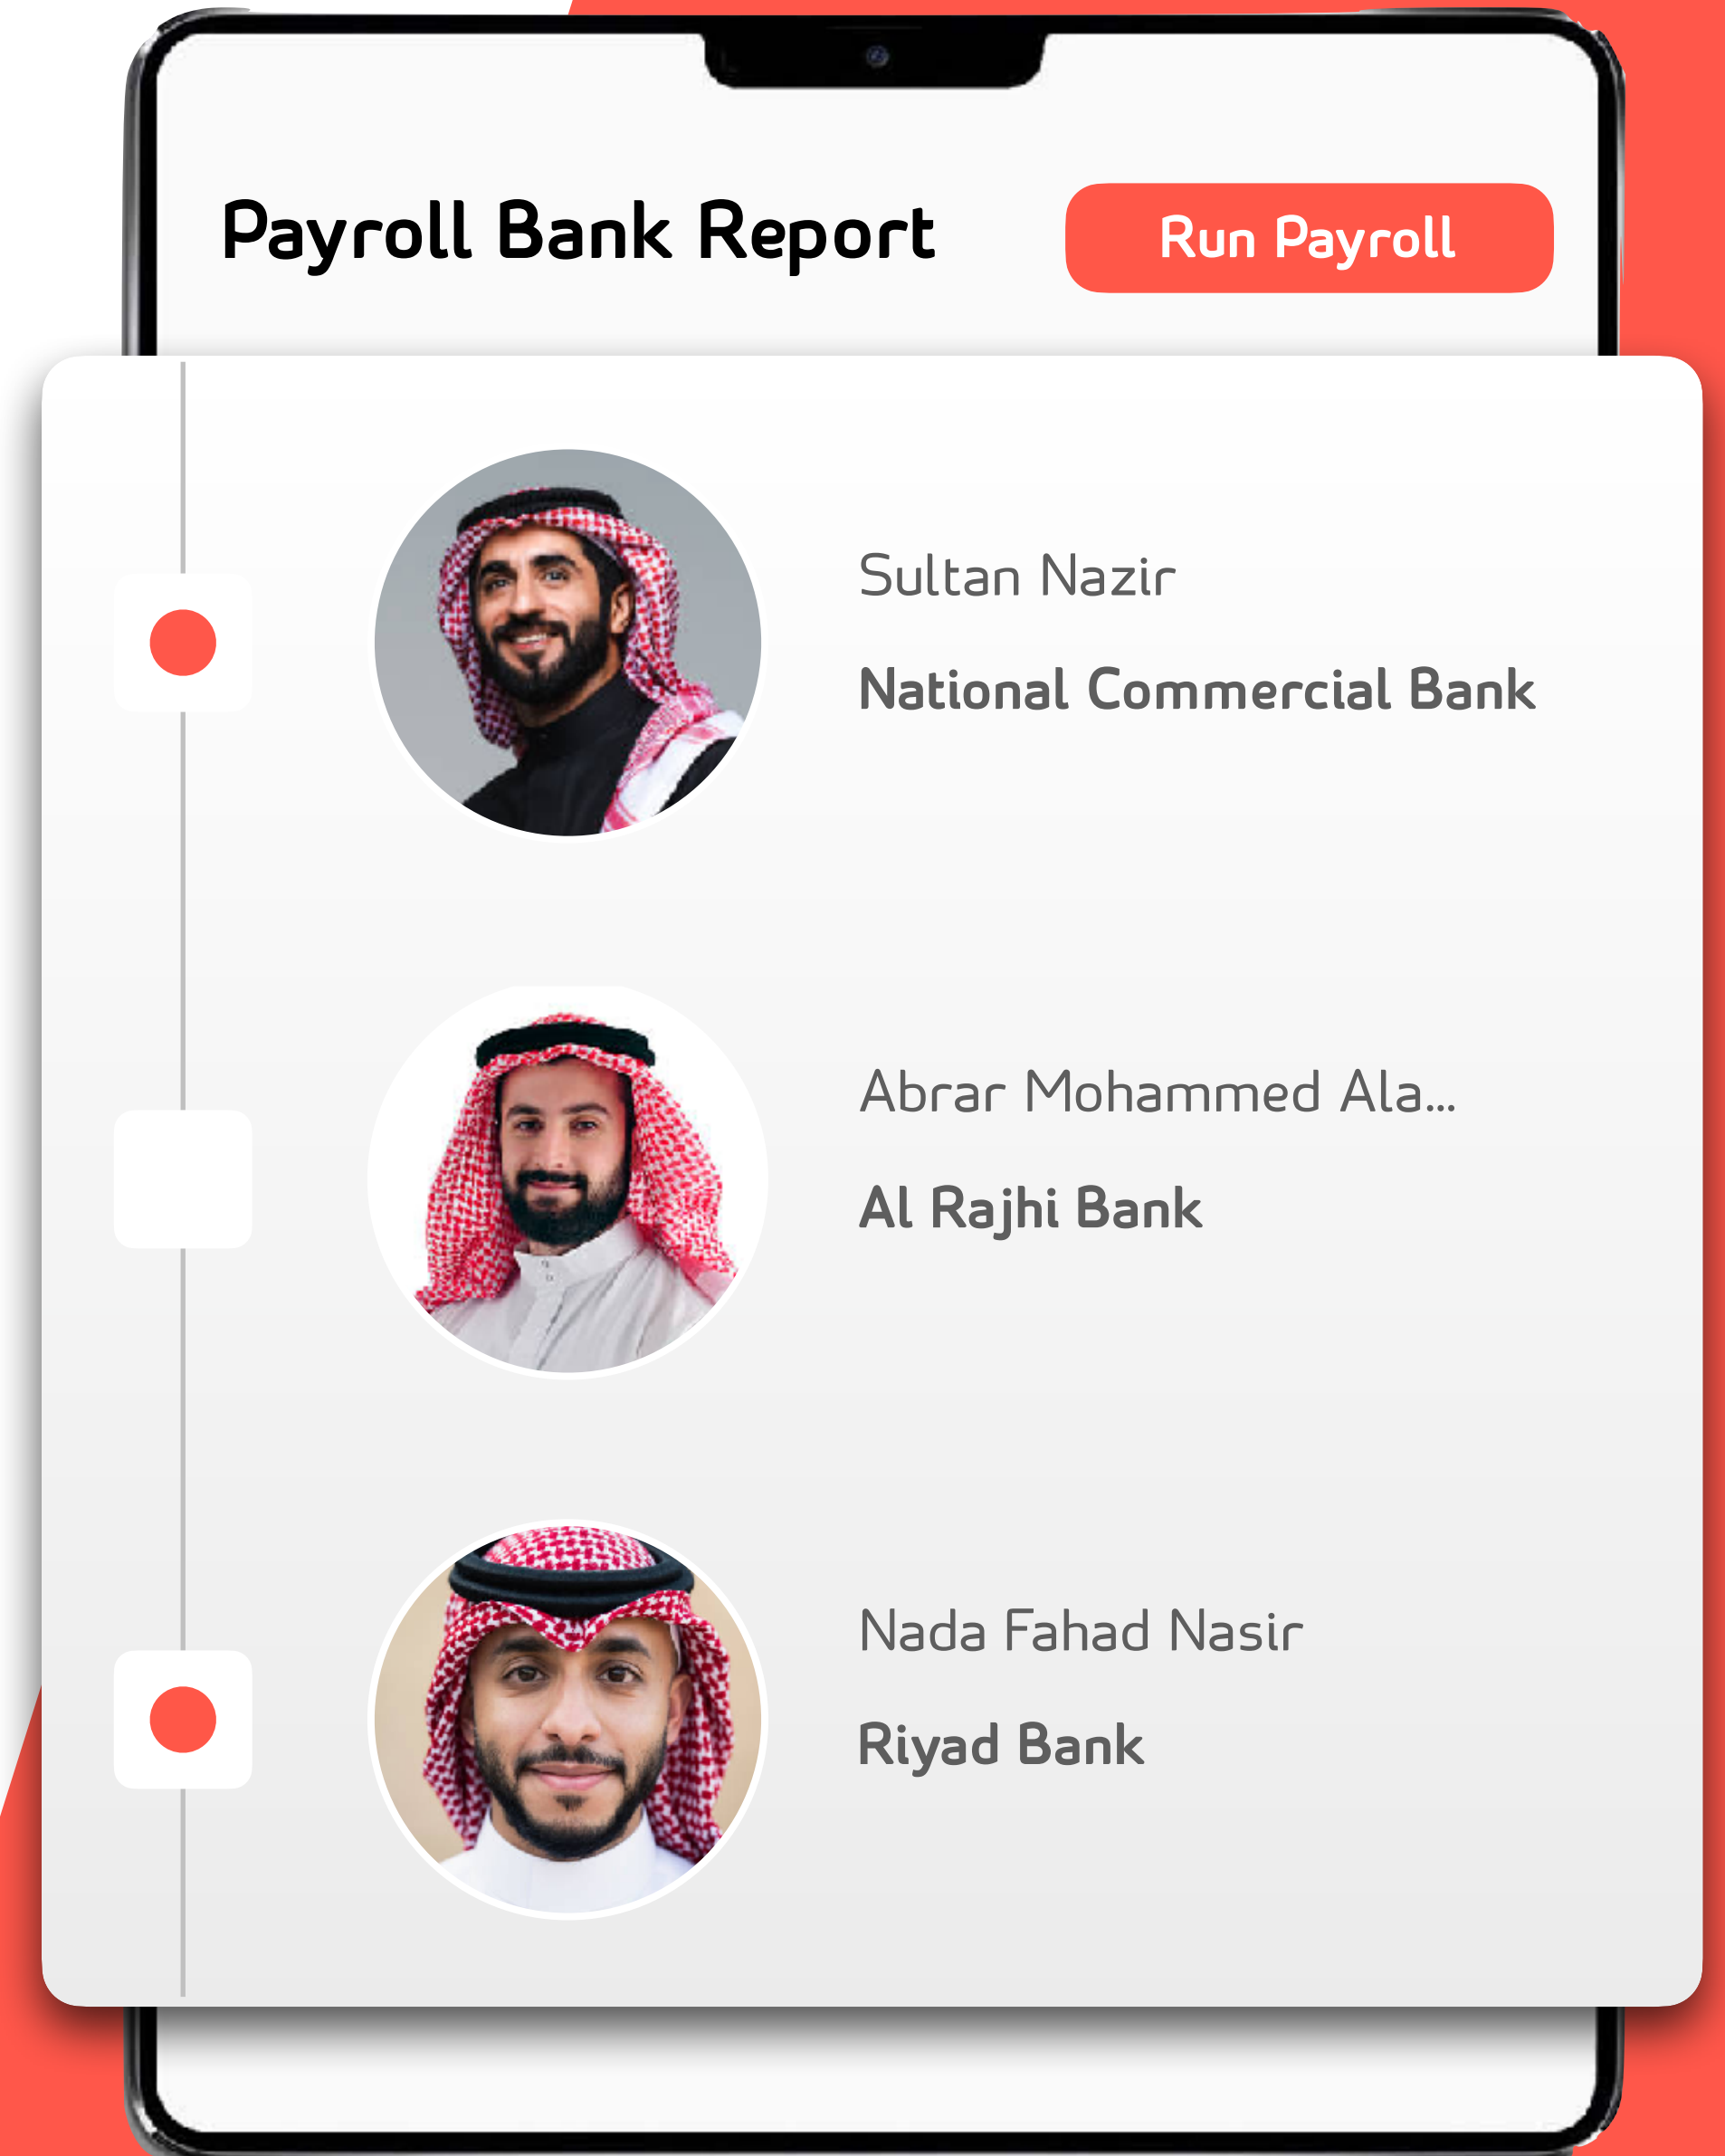 Payroll Bank Report
Run Payroll
Sultan Nazir
National Commercial Bank
Abrar Mohammed Ala...
Al Rajhi Bank
Nada Fahad Nasir
Riyad Bank